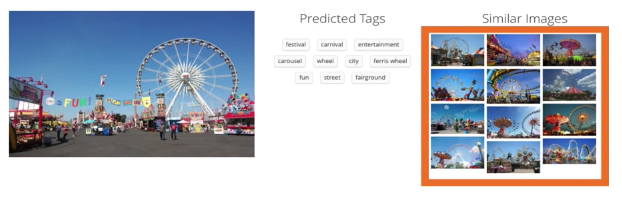 Predicted Tags
Similar Images
festival carnival entertainment
carousel wheel city ferris wheel
fun street fairground
FUN!